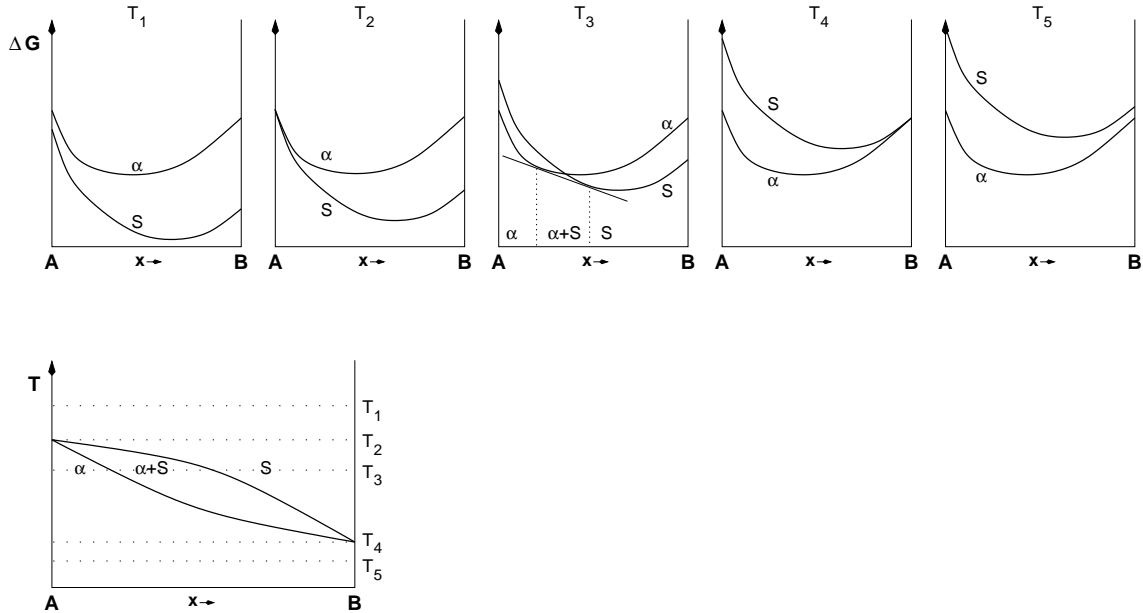 T1 T2 T3 T4 T5
ΔG
S S
α α α
α S S α α
S
α α+S S
A x→ B A x→ B A x→ B A x→ B A x→ B
T
T1
T2
α α+S S
T3
T4
T5
A x→ B